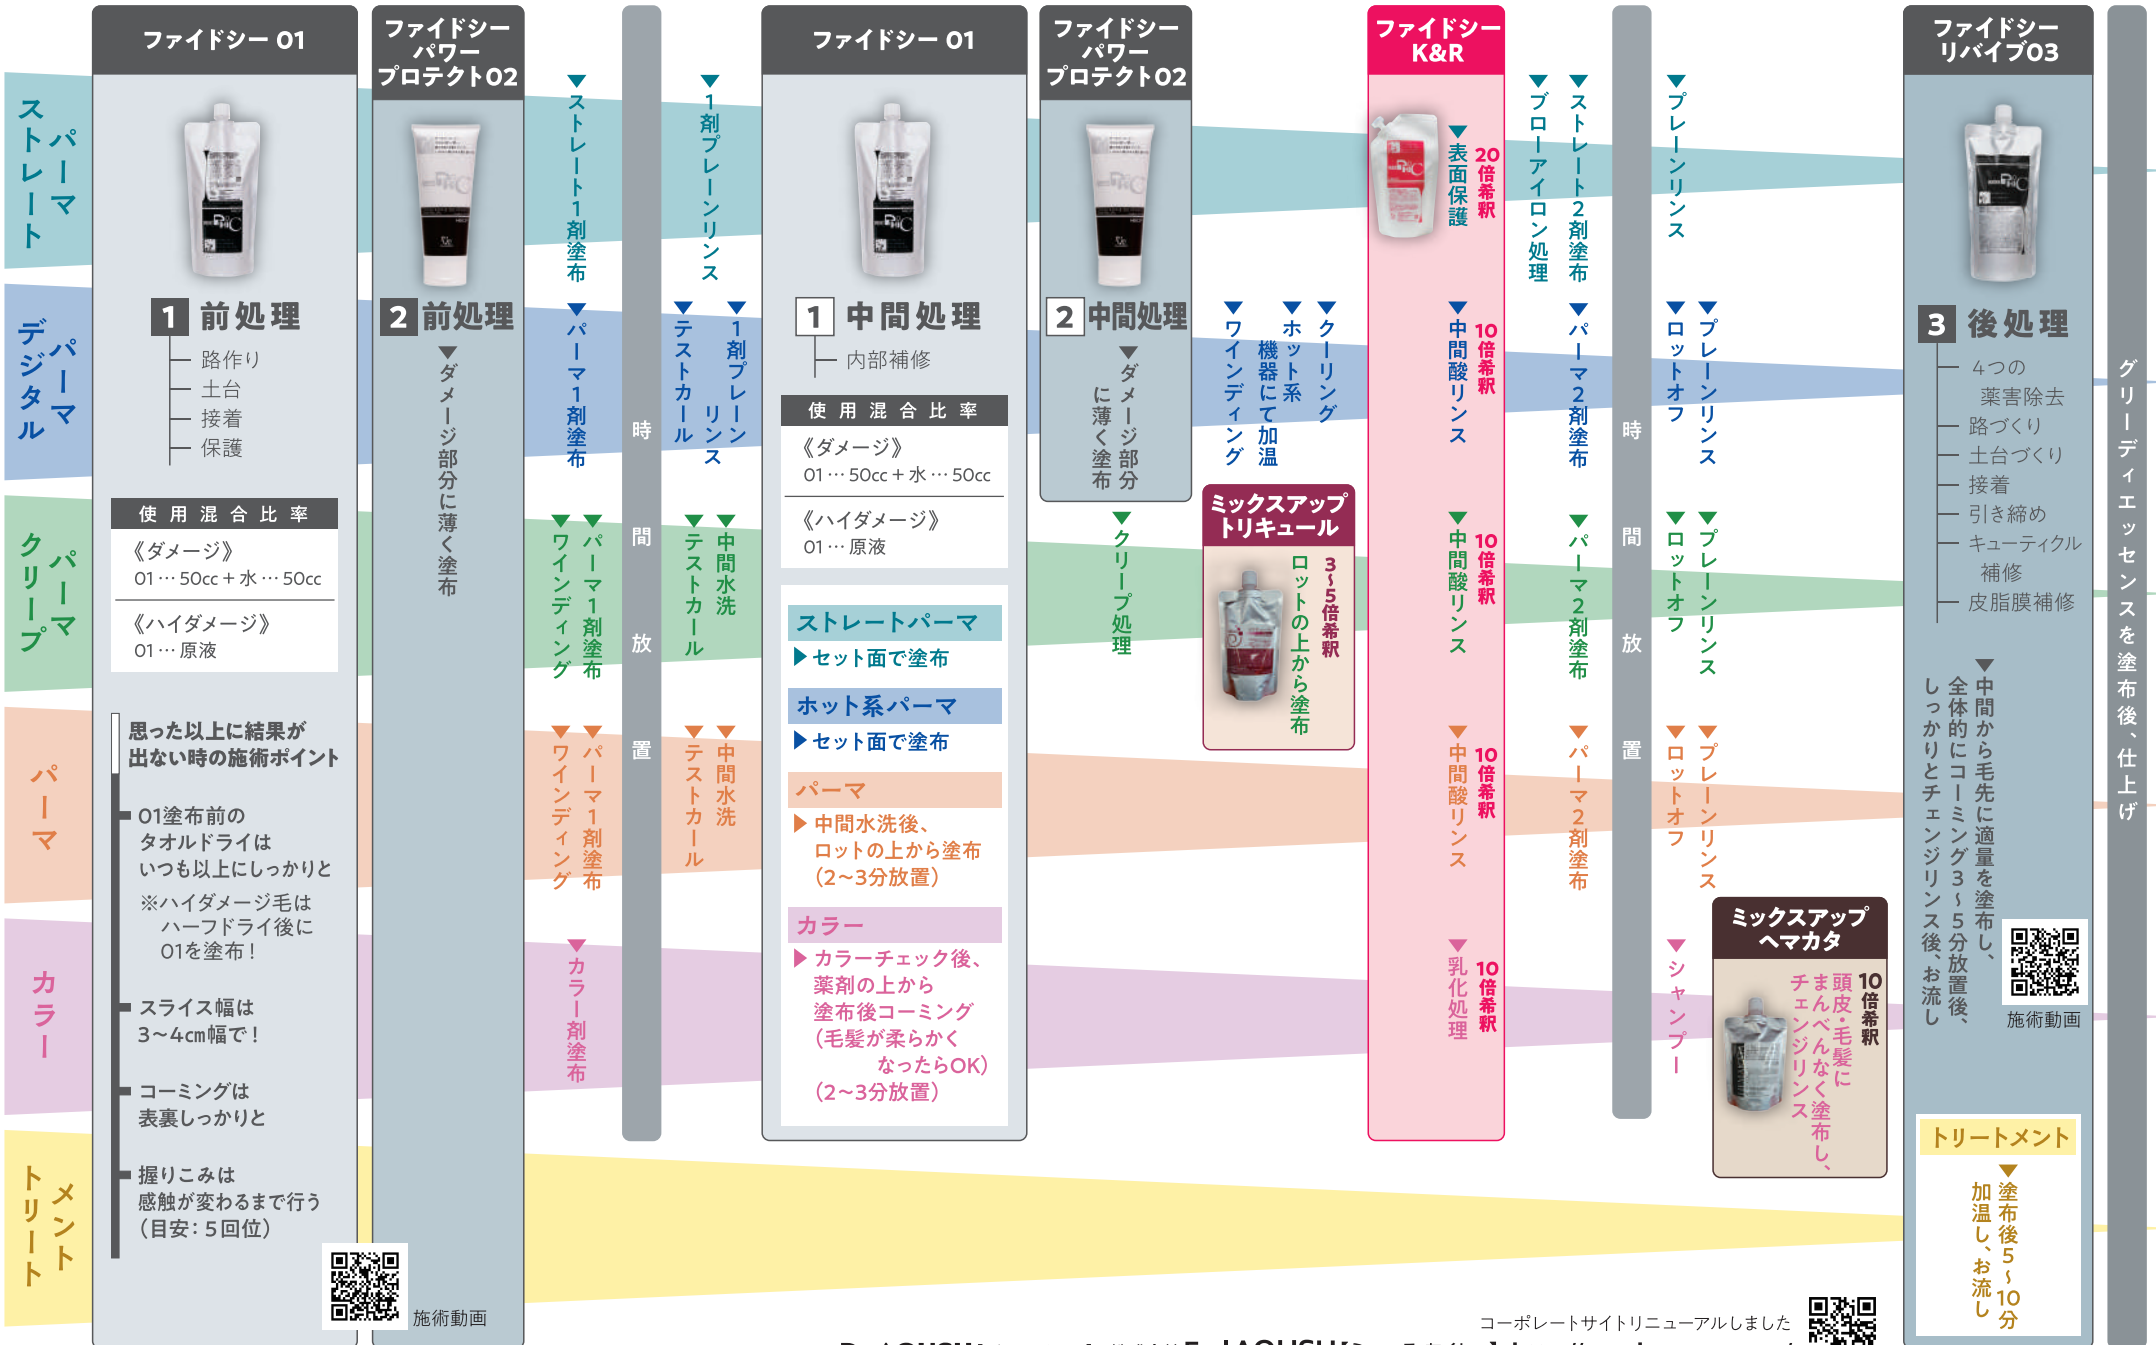 ストレート
パーマ
デジタル
パーマ
クリープ
パーマ
パーマ
カラー
トリート
メント
ファイドシー 01
1 前処理
路作り
土台
接着
保護
使用混合比率
《ダメージ》
01…50cc＋水…50cc
《ハイダメージ》
01…原液
思った以上に結果が
出ない時の施術ポイント
01塗布前の
タオルドライは
いつも以上にしっかりと
※ハイダメージ毛は
ハーフドライ後に
01を塗布！
スライス幅は
3〜4㎝幅で！
コーミングは
表裏しっかりと
握りこみは
感触が変わるまで行う
（目安：5回位）
施術動画
ファイドシー
パワー
プロテクト02
2 前処理
▼ダメージ部分に薄く塗布
▼ストレート1剤塗布
▼パーマ1剤塗布
▼ワインディング
▼パーマ1剤塗布
▼ワインディング
▼パーマ1剤塗布
▼カラー剤塗布
時間放置
▼1剤プレーンリンス
▼テストカール
▼1剤プレーン
リンス
▼テストカール
▼中間水洗
▼テストカール
▼中間水洗
ファイドシー 01
1 中間処理
内部補修
使用混合比率
《ダメージ》
01…50cc＋水…50cc
《ハイダメージ》
01…原液
ストレートパーマ
▶セット面で塗布
ホット系パーマ
▶セット面で塗布
パーマ
▶中間水洗後、
ロットの上から塗布
（2〜3分放置）
カラー
▶カラーチェック後、
薬剤の上から
塗布後コーミング
（毛髪が柔らかく
なったらOK）
（2〜3分放置）
ファイドシー
パワー
プロテクト02
2 中間処理
▼ダメージ部分
に薄く塗布
▼クリープ処理
▼ワインディング
▼ホット系
機器にて加温
▼クーリング
ミックスアップ
トリキュール
3〜5倍希釈
ロットの上から塗布
ファイドシー
K&R
20倍希釈
▼表面保護
10倍希釈
▼中間酸リンス
10倍希釈
▼中間酸リンス
10倍希釈
▼中間酸リンス
10倍希釈
▼乳化処理
▼ブローアイロン処理
▼ストレート2剤塗布
▼パーマ2剤塗布
▼パーマ2剤塗布
▼パーマ2剤塗布
時間放置
▼プレーンリンス
▼ロットオフ
▼プレーンリンス
▼ロットオフ
▼プレーンリンス
▼ロットオフ
▼プレーンリンス
▼シャンプー
ミックスアップ
ヘマカタ
10倍希釈
頭皮・毛髪に
まんべんなく塗布し、
チェンジリンス
ファイドシー
リバイブ03
3 後処理
4つの
薬害除去
路づくり
土台づくり
接着
引き締め
キューティクル
補修
皮脂膜補修
▼中間から毛先に適量を塗布し、
全体的にコーミング3〜5分放置後、
しっかりとチェンジリンス後、お流し
施術動画
トリートメント
▼塗布後5〜10分
加温し、お流し
グリーディエッセンスを塗布後、仕上げ
コーポレートサイトリニューアルしました